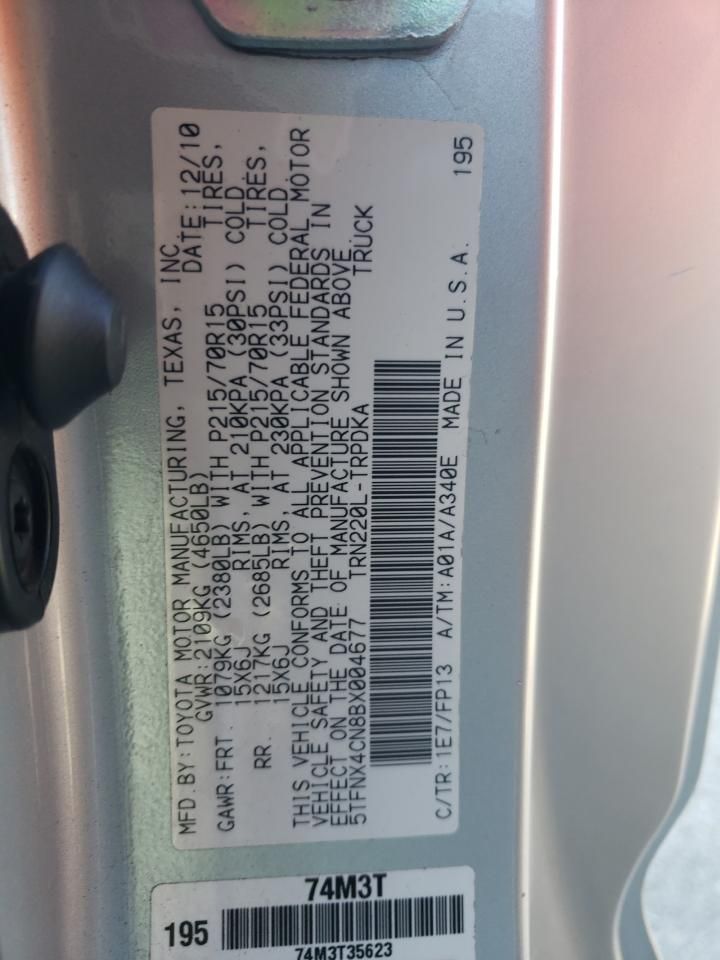 MFD.BY:TOYOTA MOTOR MANUFACTURING, TEXAS, INC.
GVWR:2109KG (4650LB) DATE:12/10
GAWR:FRT. 1079KG (2380LB) WITH P215/70R15 TIRES,
15X6J RIMS, AT 210KPA (30PSI) COLD
RR. 1217KG (2685LB) WITH P215/70R15 TIRES,
15X6J RIMS, AT 230KPA (33PSI) COLD
THIS VEHICLE CONFORMS TO ALL APPLICABLE FEDERAL MOTOR
VEHICLE SAFETY AND THEFT PREVENTION STANDARDS IN
EFFECT ON THE DATE OF MANUFACTURE SHOWN ABOVE.
5TFNX4CN8BX004677 TRN220L-TRPDKA TRUCK
C/TR:1E7/FP13 A/TM:A01A/A340E MADE IN U.S.A. 195
74M3T
195
74M3T35623